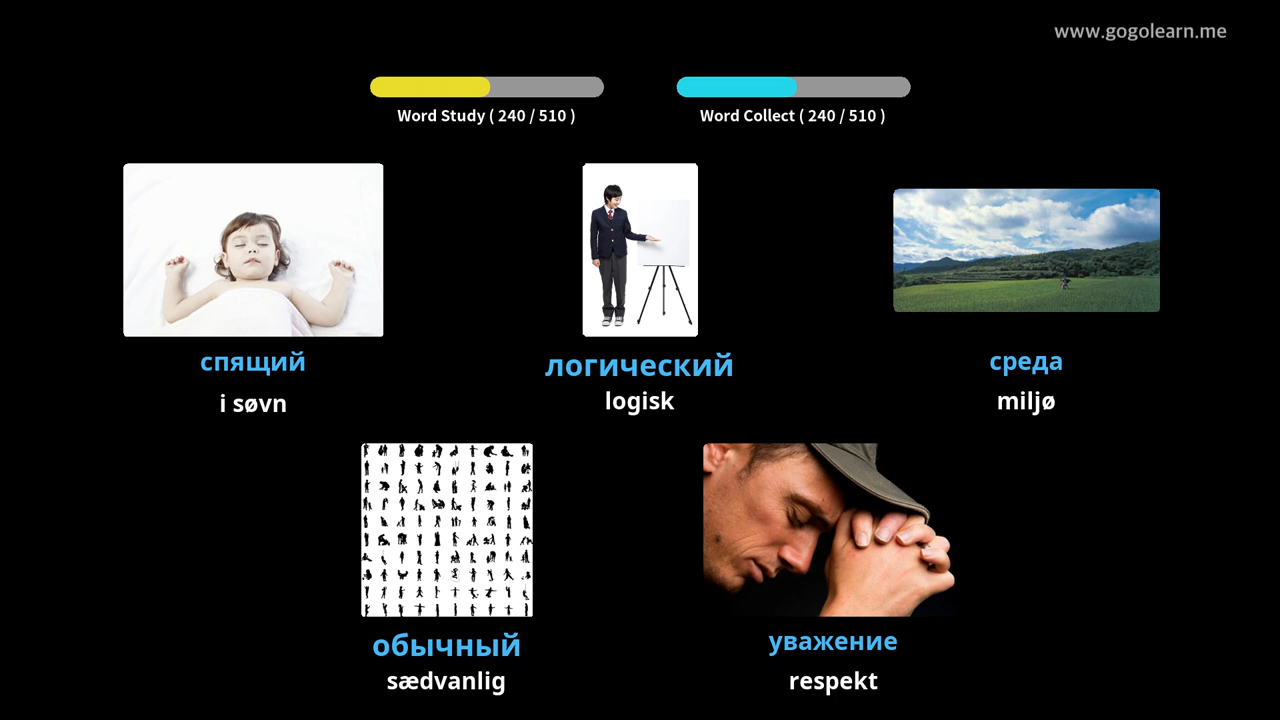 www.gogolearn.me
Word Study ( 240 / 510 )
Word Collect ( 240 / 510 )
спящий
i søvn
логический
logisk
среда
miljø
обычный
sædvanlig
уважение
respekt